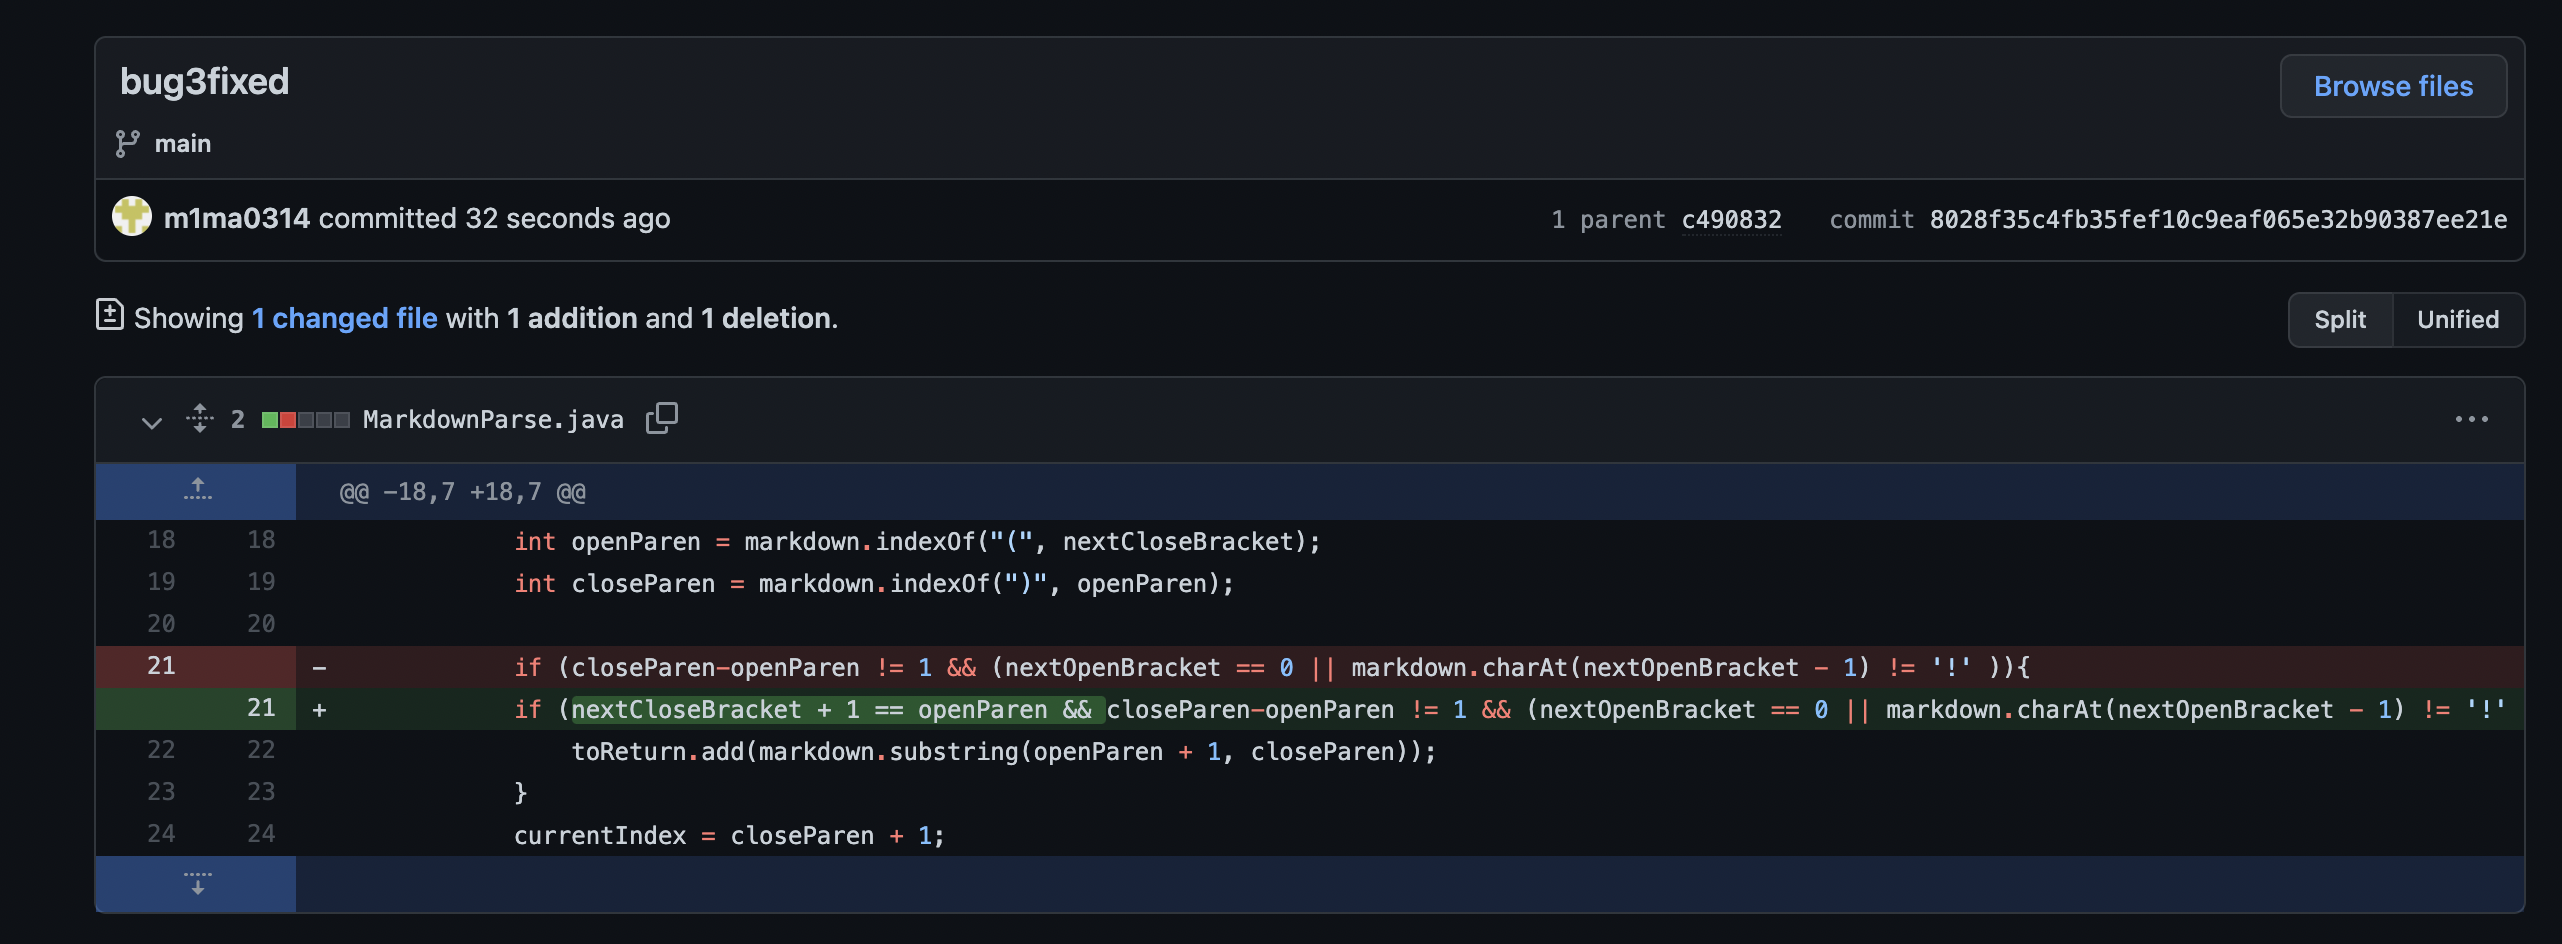 bug3fixed
Browse files
main
m1ma0314 committed 32 seconds ago
1 parent c490832 commit 8028f35c4fb35fef10c9eaf065e32b90387ee21e
Showing 1 changed file with 1 addition and 1 deletion.
Split Unified
2 MarkdownParse.java
@@ -18,7 +18,7 @@
18 18 int openParen = markdown.indexOf("(", nextCloseBracket);
19 19 int closeParen = markdown.indexOf(")", openParen);
20 20
21 - if (closeParen-openParen != 1 && (nextOpenBracket == 0 || markdown.charAt(nextOpenBracket - 1) != '!' )){
21 + if (nextCloseBracket + 1 == openParen && closeParen-openParen != 1 && (nextOpenBracket == 0 || markdown.charAt(nextOpenBracket - 1) != '!'
22 22 toReturn.add(markdown.substring(openParen + 1, closeParen));
23 23 }
24 24 currentIndex = closeParen + 1;